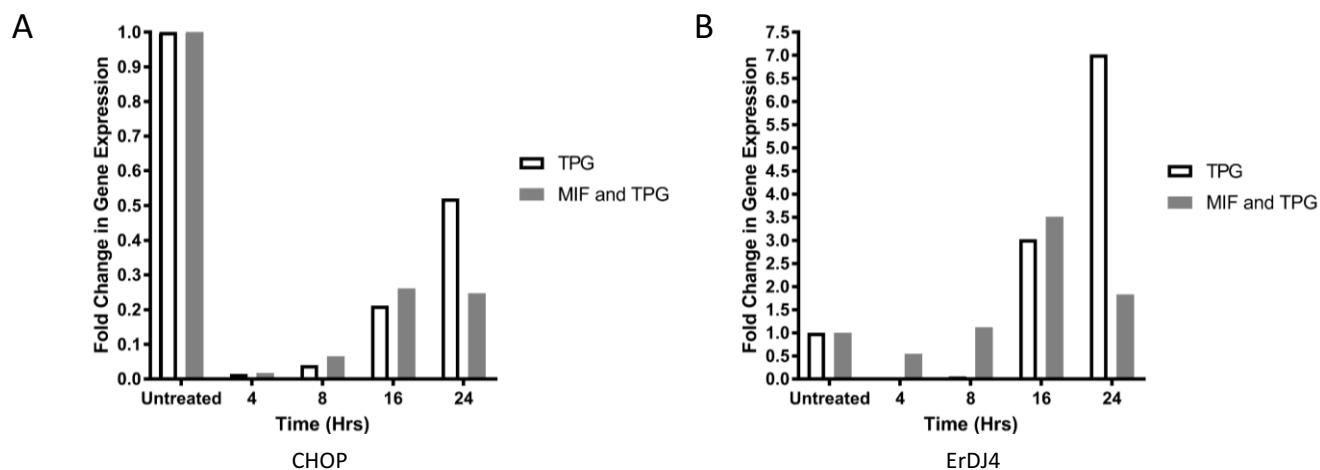 A
Fold Change in Gene Expression
1.0
0.9
0.8
0.7
0.6
0.5
0.4
0.3
0.2
0.1
0.0
Untreated 4 8 16 24
Time (Hrs)
CHOP
TPG
MIF and TPG
B
Fold Change in Gene Expression
7.5
7.0
6.5
6.0
5.5
5.0
4.5
4.0
3.5
3.0
2.5
2.0
1.5
1.0
0.5
0.0
Untreated 4 8 16 24
Time (Hrs)
ErDJ4
TPG
MIF and TPG